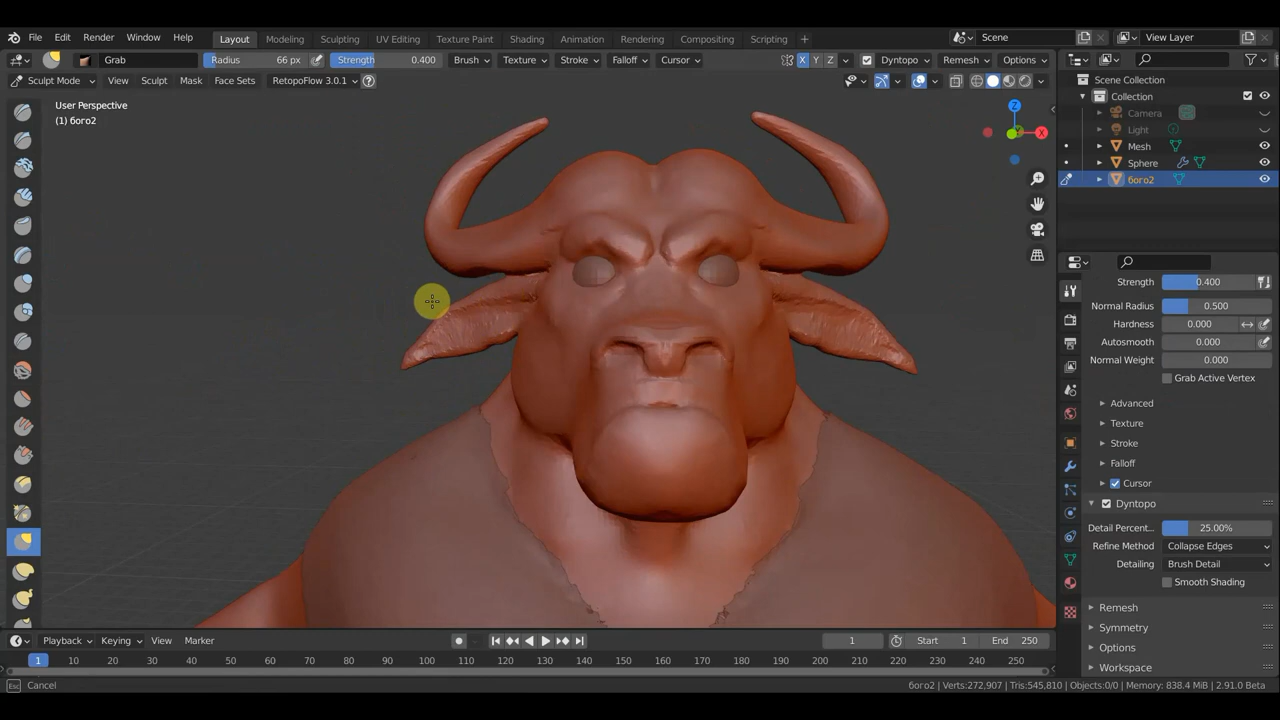 File Edit Render Window Help Layout Modeling Sculpting UV Editing Texture Paint Shading Animation Rendering Compositing Scripting + Scene View Layer
Grab Radius 66 px Strength 0.400 Brush Texture Stroke Falloff Cursor X Y Z Dyntopo Remesh Options
Sculpt Mode View Sculpt Mask Face Sets RetopoFlow 3.0.1 ?
Scene Collection
Collection
Camera
Light
Mesh
Sphere
бого2
User Perspective
(1) бого2
Z
X
Strength 0.400
Normal Radius 0.500
Hardness 0.000
Autosmooth 0.000
Normal Weight 0.000
Grab Active Vertex
Advanced
Texture
Stroke
Falloff
Cursor
Dyntopo
Detail Percent... 25.00%
Refine Method Collapse Edges
Detailing Brush Detail
Smooth Shading
Remesh
Symmetry
Options
Workspace
Playback Keying View Marker 1 Start 1 End 250
1 10 20 30 40 50 60 70 80 90 100 110 120 130 140 150 160 170 180 190 200 210 220 230 240 250
Esc Cancel бого2 | Verts:272,907 | Tris:545,810 | Objects:0/0 | Memory: 838.4 MiB | 2.91.0 Beta